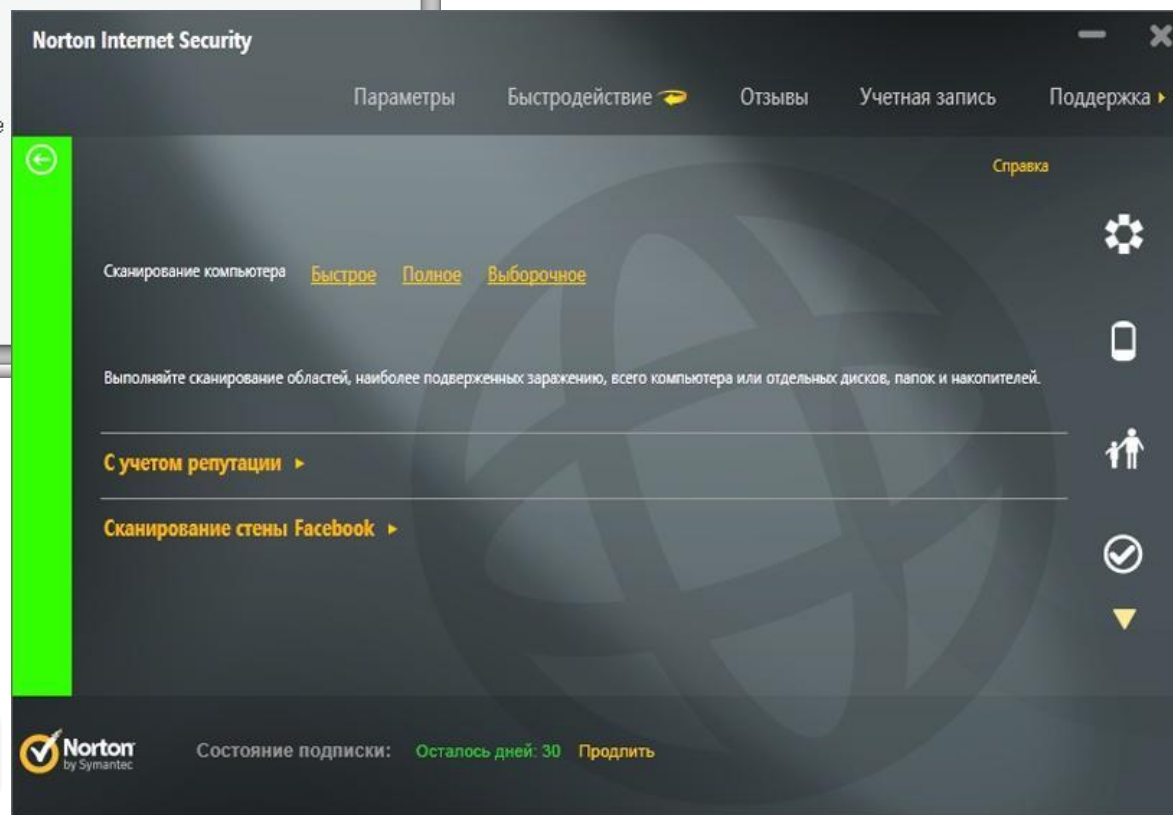 Norton Internet Security
Параметры Быстродействие Отзывы Учетная запись Поддержка
е
Справка
Сканирование компьютера Быстрое Полное Выборочное
Выполняйте сканирование областей, наиболее подверженных заражению, всего компьютера или отдельных дисков, папок и накопителей.
С учетом репутации
Сканирование стены Facebook
Norton
by Symantec
Состояние подписки: Осталось дней: 30 Продлить